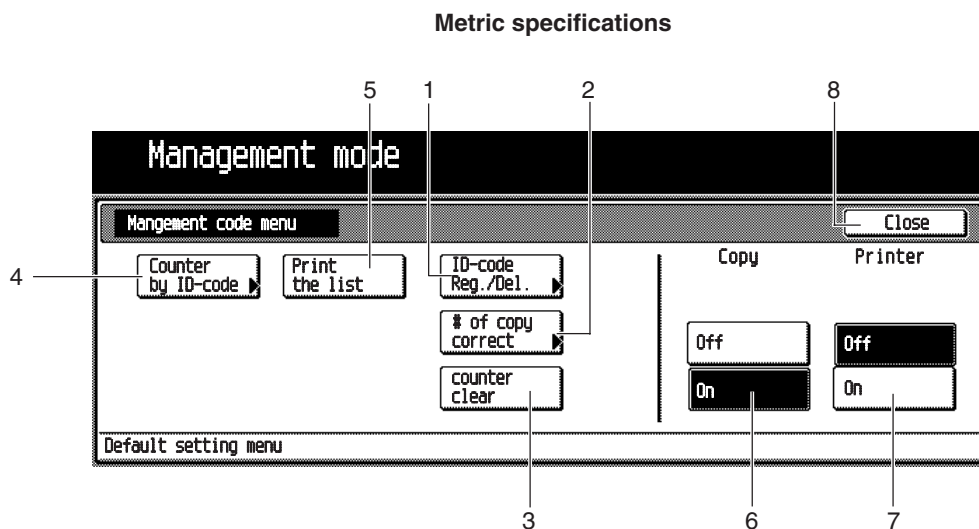 Metric specifications
5 1 2 8
Management mode
Mangement code menu
Close
4
Counter
by ID-code
Print
the list
ID-code
Reg./Del.
# of copy
correct
counter
clear
Copy Printer
Off Off
On On
Default setting menu
3 6 7